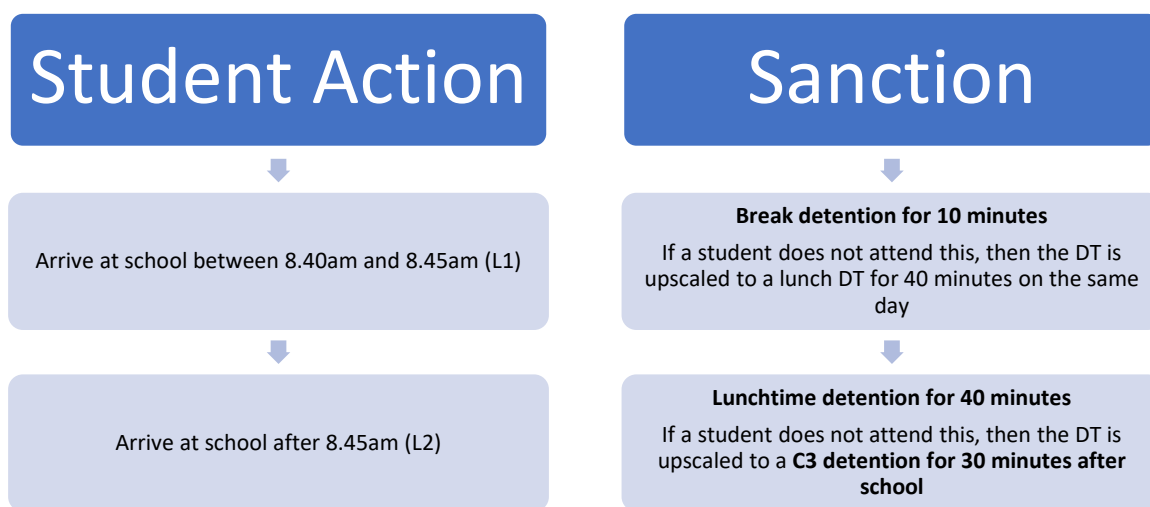 Student Action
Sanction
Arrive at school between 8.40am and 8.45am (L1)
Break detention for 10 minutes
If a student does not attend this, then the DT is
upscaled to a lunch DT for 40 minutes on the same
day
Arrive at school after 8.45am (L2)
Lunchtime detention for 40 minutes
If a student does not attend this, then the DT is
upscaled to a C3 detention for 30 minutes after
school